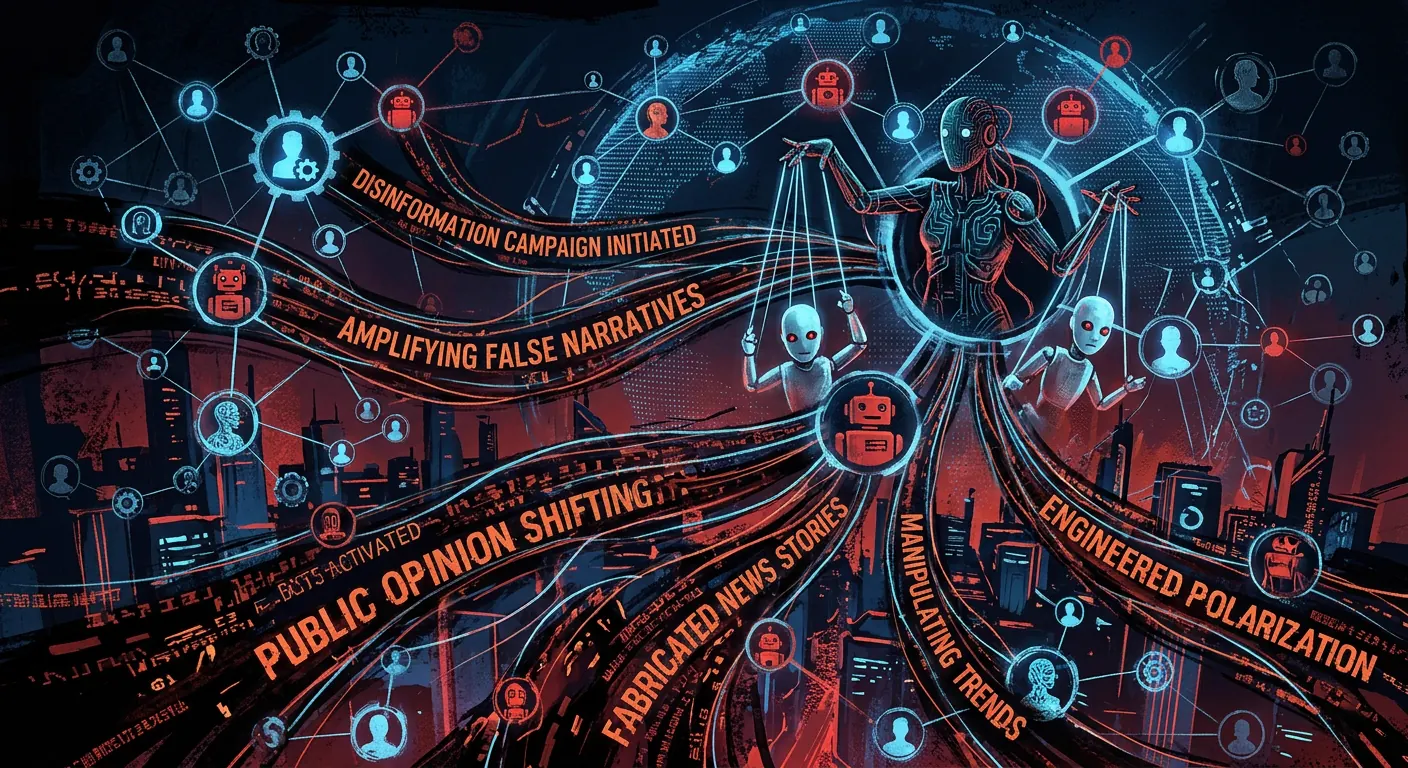 DISINFORMATION CAMPAIGN INITIATED
AMPLIFYING FALSE NARRATIVES
PUBLIC OPINION SHIFTING
FABRICATED NEWS STORIES
MANIPULATING TRENDS
ENGINEERED POLARIZATION